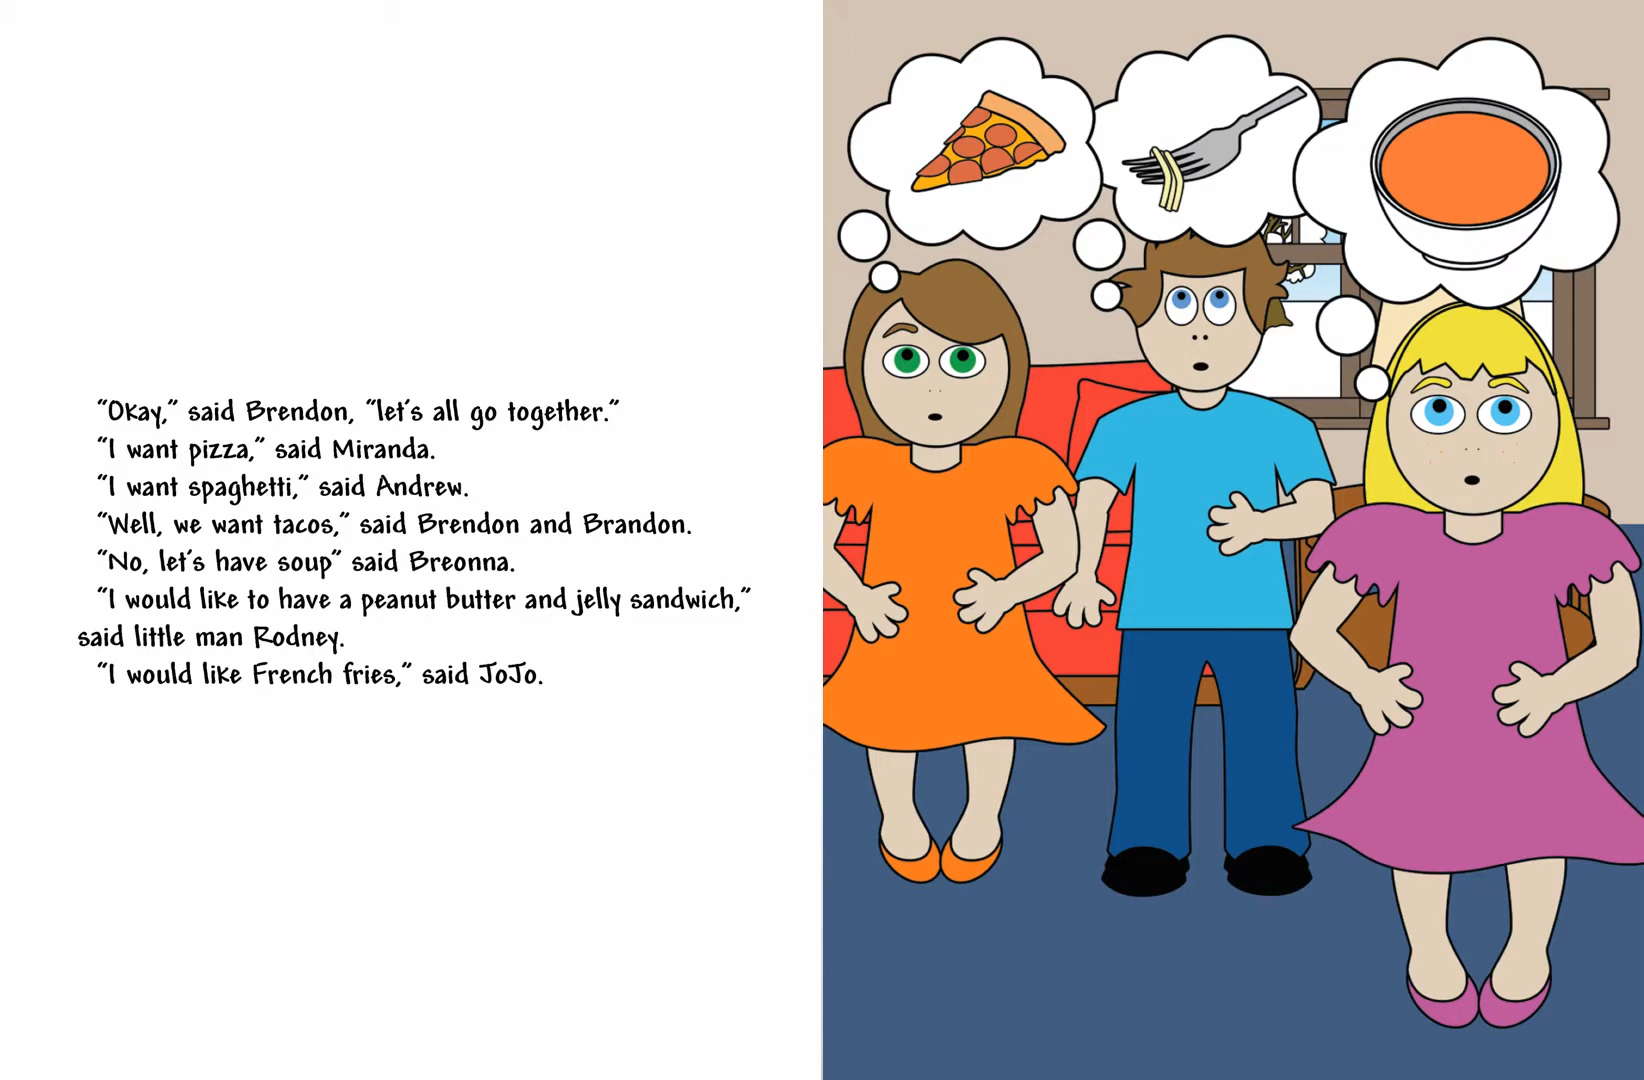 “Okay,” said Brendon, “let’s all go together.”
“I want pizza,” said Miranda.
“I want spaghetti,” said Andrew.
“Well, we want tacos,” said Brendon and Brandon.
“No, let’s have soup” said Breonna.
“I would like to have a peanut butter and jelly sandwich,”
said little man Rodney.
“I would like French fries,” said JoJo.